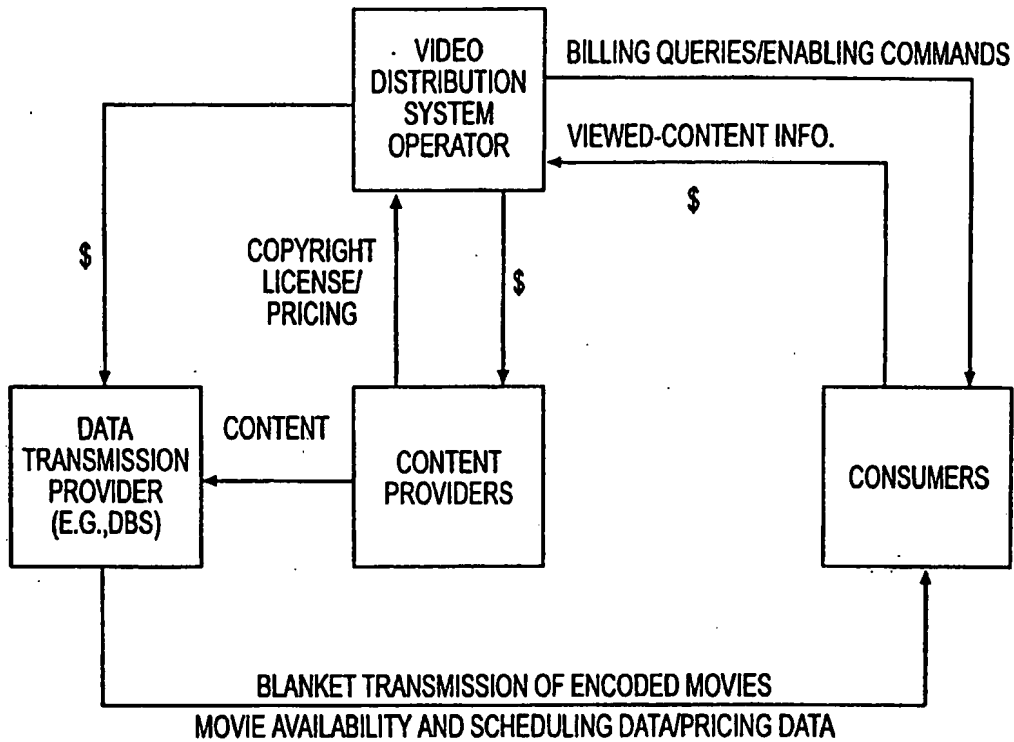 VIDEO
DISTRIBUTION
SYSTEM
OPERATOR
BILLING QUERIES/ENABLING COMMANDS
VIEWED-CONTENT INFO.
$
$
COPYRIGHT
LICENSE/
PRICING
$
DATA
TRANSMISSION
PROVIDER
(E.G.,DBS)
CONTENT
CONTENT
PROVIDERS
CONSUMERS
BLANKET TRANSMISSION OF ENCODED MOVIES
MOVIE AVAILABILITY AND SCHEDULING DATA/PRICING DATA